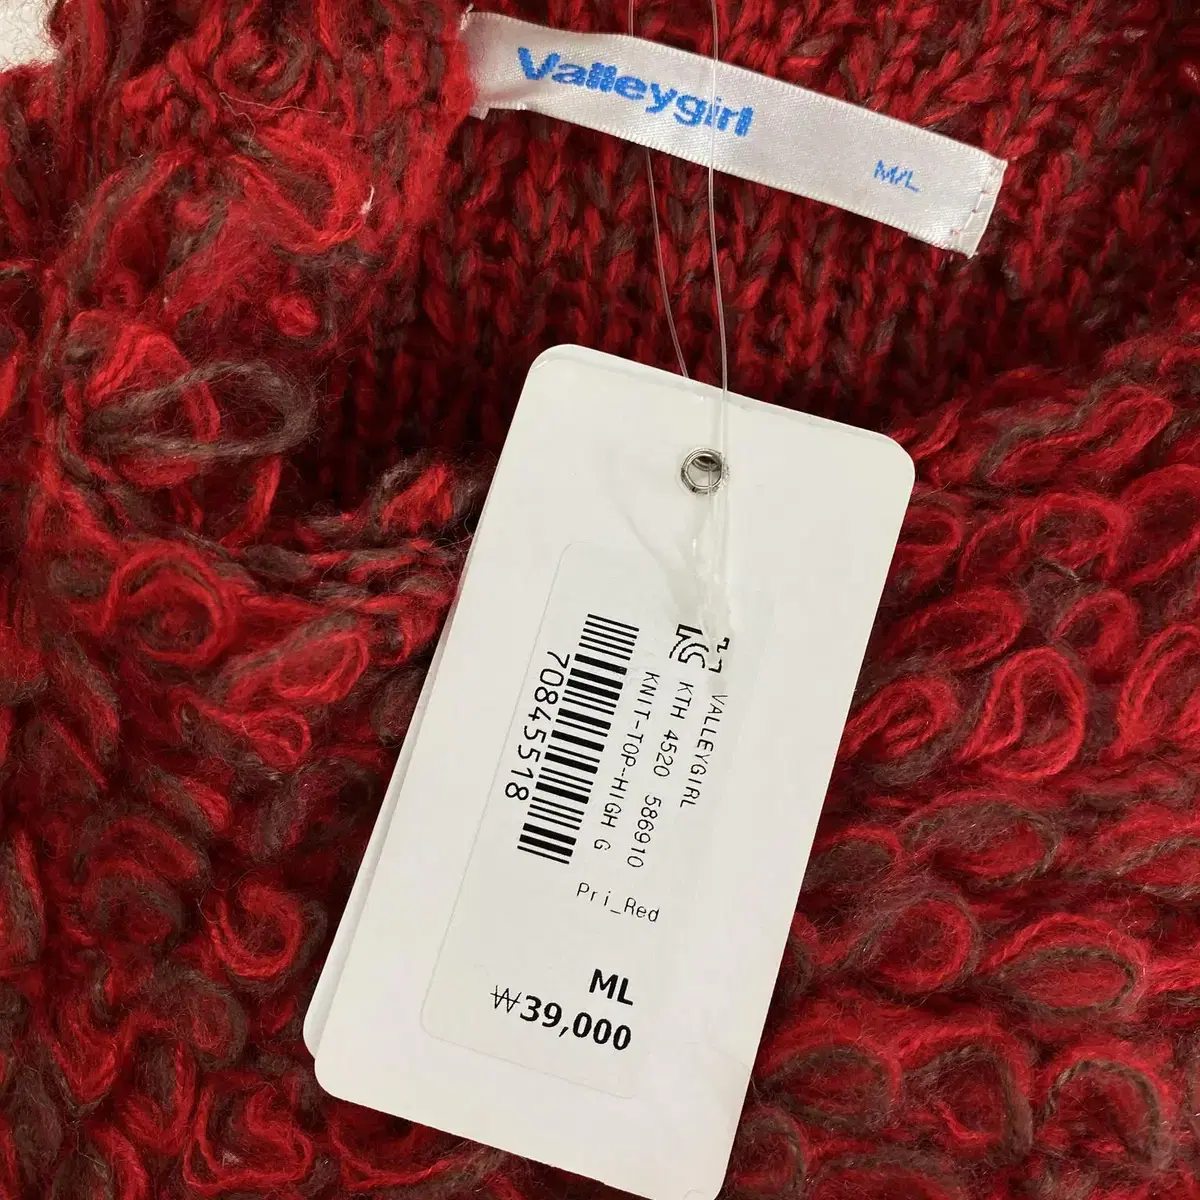 Valleygirl
M/L
VALLEYGIRL
KTH 4520 586910
KNIT-TOP-HIGH G
70845518
Pri_Red
ML
₩39,000